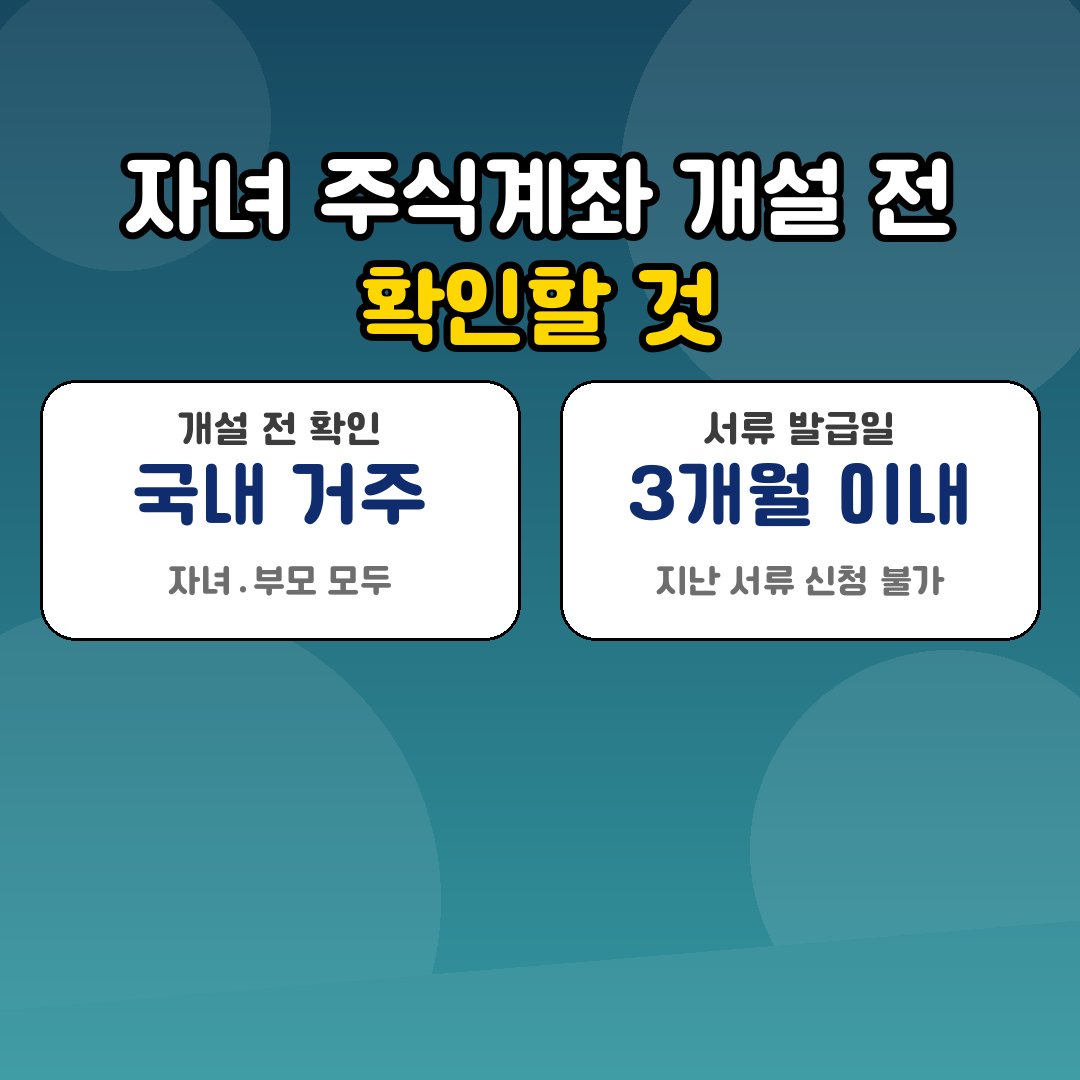 자녀 주식계좌 개설 전
확인할 것
개설 전 확인
국내 거주
자녀·부모 모두
서류 발급일
3개월 이내
지난 서류 신청 불가